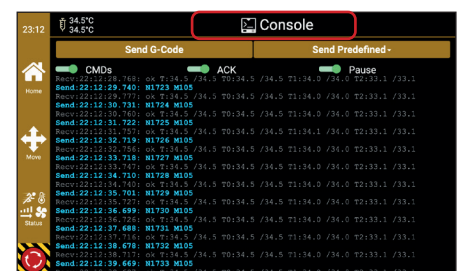 23:12
34.5°C
34.5°C
Console
Send G-Code
Send Predefined -
CMDs
ACK
Pause
Home
Move
Status
Recv:22:12:28.768: ok T:34.5 /34.5 T0:34.5 /34.5 T1:34.0 /34.0 T2:33.1 /33.1
Send:22:12:29.740: N1723 M105
Recv:22:12:29.777: ok T:34.5 /34.5 T0:34.5 /34.5 T1:34.0 /34.0 T2:33.1 /33.1
Send:22:12:30.731: N1724 M105
Recv:22:12:30.760: ok T:34.5 /34.5 T0:34.5 /34.5 T1:34.0 /34.0 T2:33.1 /33.1
Send:22:12:31.722: N1725 M105
Recv:22:12:31.757: ok T:34.5 /34.5 T0:34.5 /34.5 T1:34.1 /34.0 T2:33.1 /33.1
Send:22:12:32.719: N1726 M105
Recv:22:12:32.756: ok T:34.5 /34.5 T0:34.5 /34.5 T1:34.0 /34.0 T2:33.1 /33.1
Send:22:12:33.718: N1727 M105
Recv:22:12:33.747: ok T:34.5 /34.5 T0:34.5 /34.5 T1:34.0 /34.0 T2:33.1 /33.1
Send:22:12:34.710: N1728 M105
Recv:22:12:34.740: ok T:34.5 /34.5 T0:34.5 /34.5 T1:34.0 /34.0 T2:33.1 /33.1
Send:22:12:35.701: N1729 M105
Recv:22:12:35.727: ok T:34.5 /34.5 T0:34.5 /34.5 T1:34.0 /34.0 T2:33.1 /33.1
Send:22:12:36.699: N1730 M105
Recv:22:12:36.728: ok T:34.5 /34.5 T0:34.5 /34.5 T1:34.0 /34.0 T2:33.1 /33.1
Send:22:12:37.688: N1731 M105
Recv:22:12:37.716: ok T:34.5 /34.5 T0:34.5 /34.5 T1:34.0 /34.0 T2:33.1 /33.1
Send:22:12:38.678: N1732 M105
Recv:22:12:38.717: ok T:34.5 /34.5 T0:34.5 /34.5 T1:34.0 /34.0 T2:33.1 /33.1
Send:22:12:39.669: N1733 M105